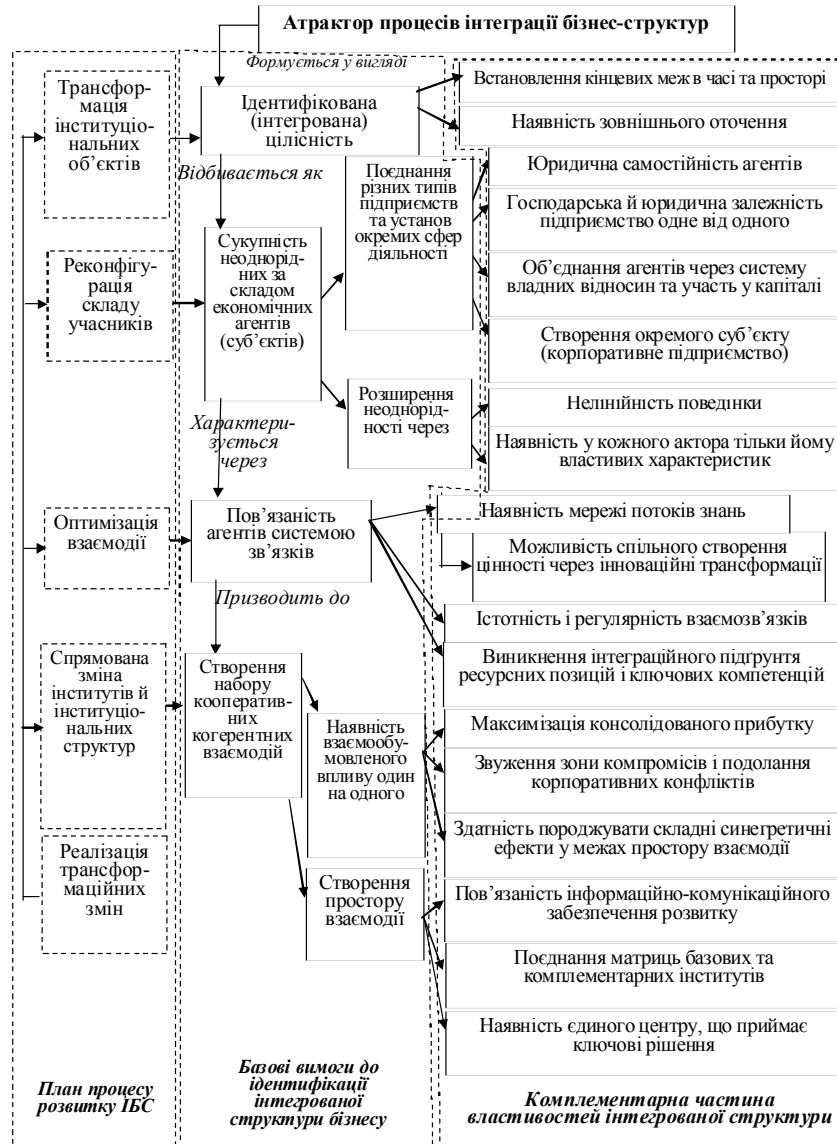 Атрактор процесів інтеграції бізнес-структур
Формується у вигляді
Трансфор-
мація
інституціо-
нальних
об’єктів
Ідентифікована
(інтегрована)
цілісність
Встановлення кінцевих меж в часі та просторі
Наявність зовнішнього оточення
Відбивається як
Поєднання
різних типів
підприємств
та установ
окремих сфер
діяльності
Юридична самостійність агентів
Господарська й юридична залежність
підприємство одне від одного
Об’єднання агентів через систему
владних відносин та участь у капіталі
Створення окремого суб’єкту
(корпоративне підприємство)
Реконфігу-
рація
складу
учасників
Сукупність
неоднорід-
них за
складом
економічних
агентів
(суб’єктів)
Розширення
неоднорід-
ності через
Нелінійність поведінки
Наявність у кожного актора тільки йому
властивих характеристик
Характери-
зується
через
Оптимізація
взаємодії
Пов’язаність
агентів системою
зв’язків
Наявність мережі потоків знань
Можливість спільного створення
цінності через інноваційні трансформації
Істотність і регулярність взаємозв’язків
Виникнення інтеграційного підґрунтя
ресурсних позицій і ключових компетенцій
Призводить до
Спрямована
зміна
інститутів й
інституціо-
нальних
структур
Створення
набору
кооператив-
них
когерентних
взаємодій
Наявність
взаємообу-
мовленого
впливу один
на одного
Максимізація консолідованого прибутку
Звуження зони компромісів і подолання
корпоративних конфліктів
Здатність породжувати складні синегретичні
ефекти у межах простору взаємодії
Реалізація
трансфор-
маційних
змін
Створення
простору
взаємодії
Пов’язаність інформаційно-комунікаційного
забезпечення розвитку
Поєднання матриць базових та
комплементарних інститутів
Наявність єдиного центру, що приймає
ключові рішення
План процесу
розвитку ІБС
Базові вимоги до
ідентифікації
інтегрованої
структури бізнесу
Комплементарна частина
властивостей інтегрованої структури